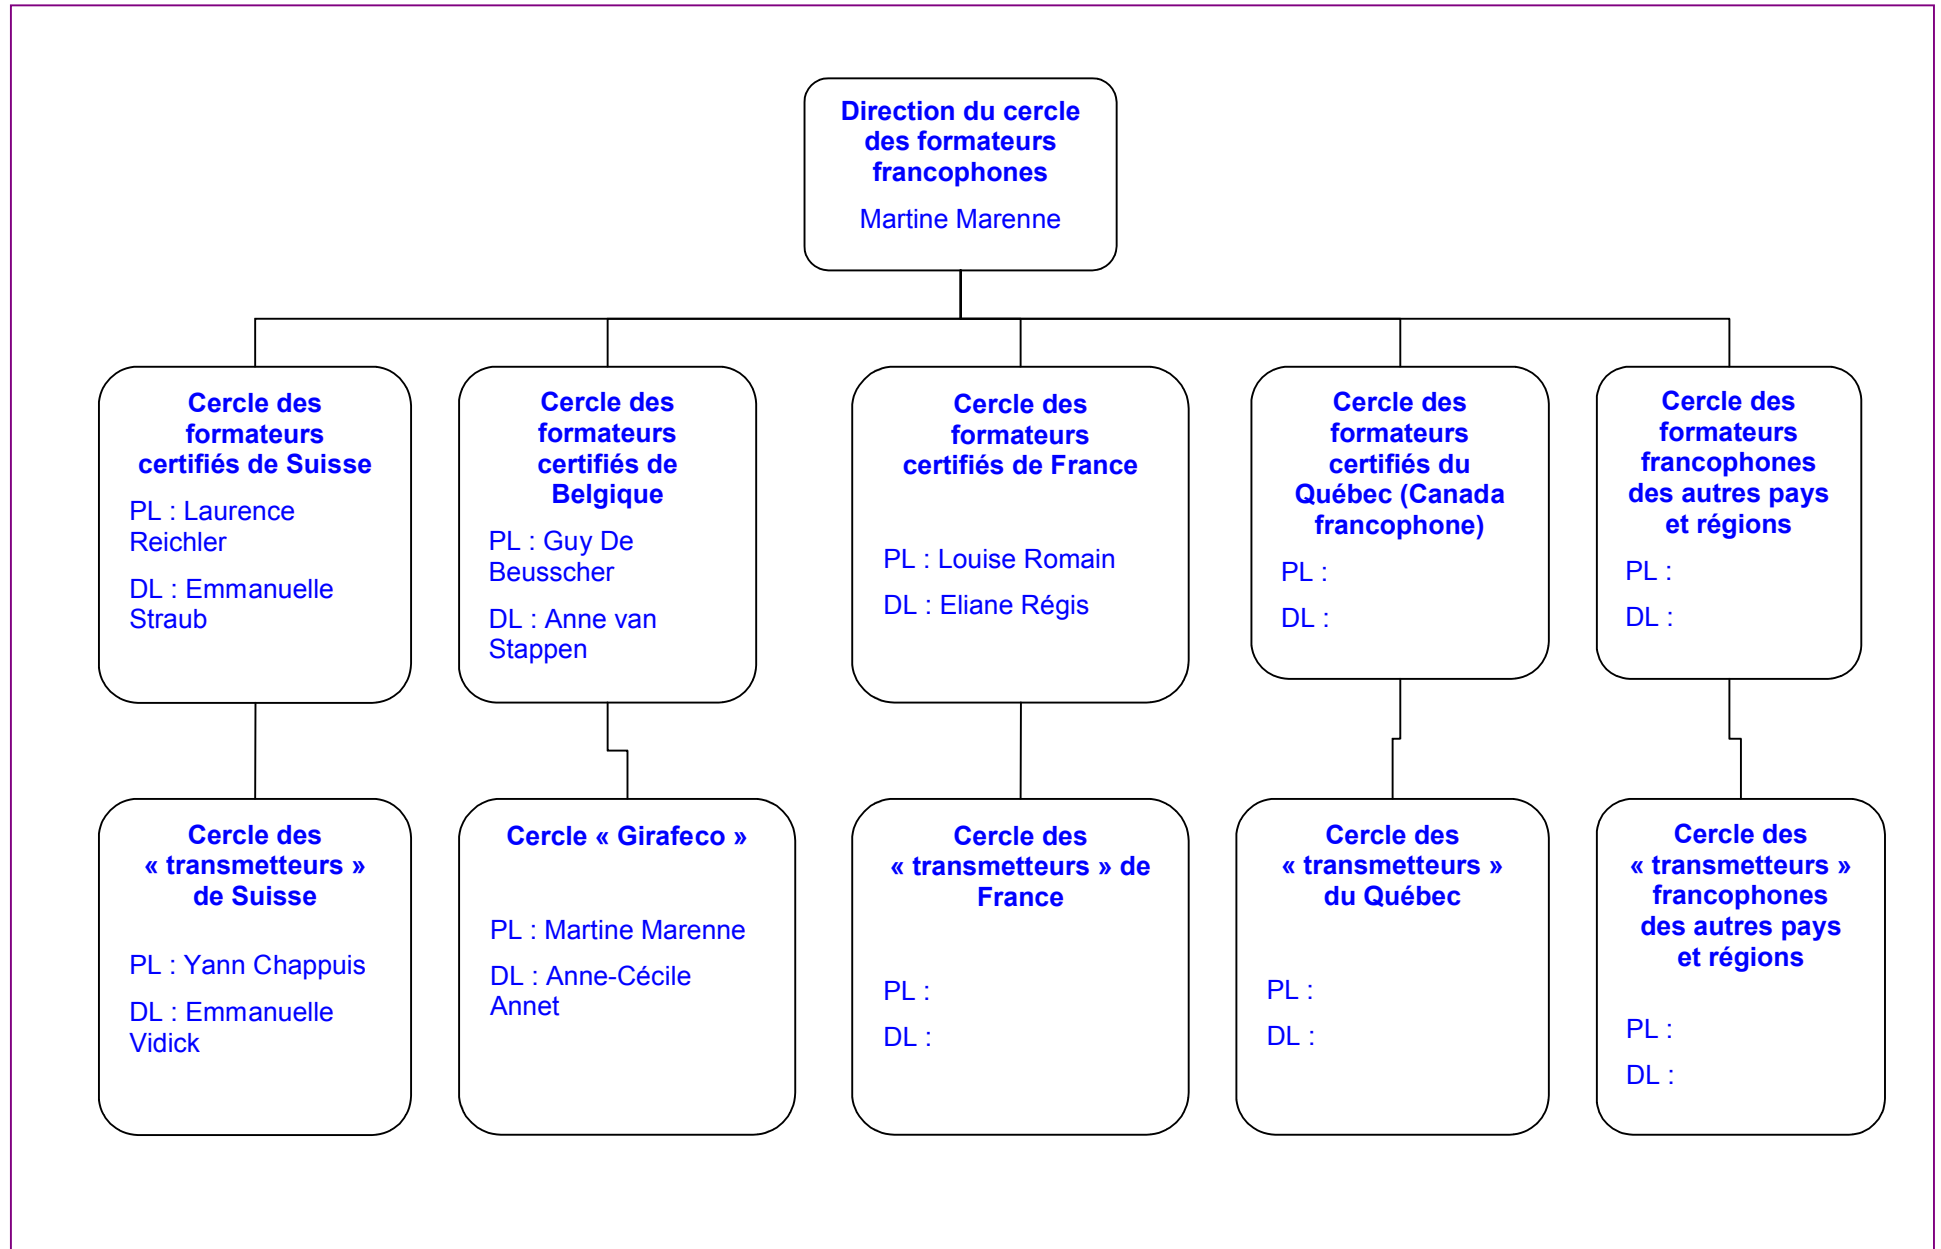 Direction du cercle
des formateurs
francophones
Martine Marenne
Cercle des
formateurs
certifiés de Suisse
PL : Laurence
Reichler
DL : Emmanuelle
Straub
Cercle des
formateurs
certifiés de
Belgique
PL : Guy De
Beusscher
DL : Anne van
Stappen
Cercle des
formateurs
certifiés de France
PL : Louise Romain
DL : Eliane Régis
Cercle des
formateurs
certifiés du
Québec (Canada
francophone)
PL :
DL :
Cercle des
formateurs
francophones
des autres pays
et régions
PL :
DL :
Cercle des
« transmetteurs »
de Suisse
PL : Yann Chappuis
DL : Emmanuelle
Vidick
Cercle « Girafeco »
PL : Martine Marenne
DL : Anne-Cécile
Annet
Cercle des
« transmetteurs » de
France
PL :
DL :
Cercle des
« transmetteurs »
du Québec
PL :
DL :
Cercle des
« transmetteurs »
francophones
des autres pays
et régions
PL :
DL :